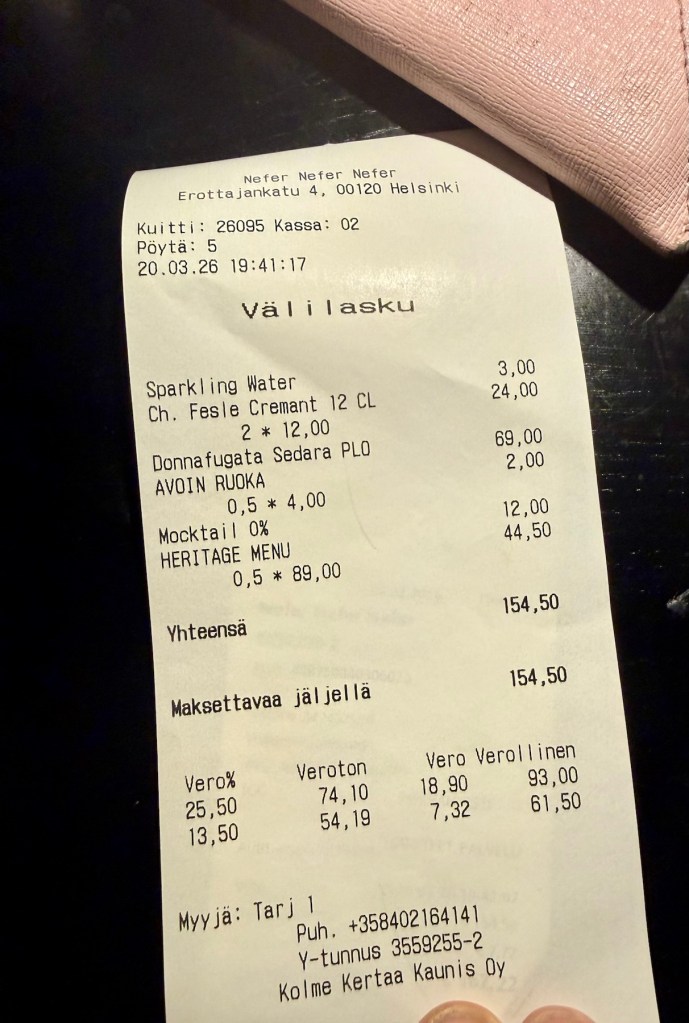 Nefer Nefer Nefer
Erottajankatu 4, 00120 Helsinki
Kuitti: 26095 Kassa: 02
Pöytä: 5
20.03.26 19:41:17
Välilasku
Sparkling Water 3,00
Ch. Fesle Cremant 12 CL 24,00
2 * 12,00
Donnafugata Sedara PLO 69,00
AVOIN RUOKA 2,00
0,5 * 4,00
Mocktail 0% 12,00
HERITAGE MENU 44,50
0,5 * 89,00
Yhteensä 154,50
Maksettavaa jäljellä 154,50
Vero% Veroton Vero Verollinen
25,50 74,10 18,90 93,00
13,50 54,19 7,32 61,50
Myyjä: Tarj 1
Puh. +358402164141
Y-tunnus 3559255-2
Kolme Kertaa Kaunis Oy